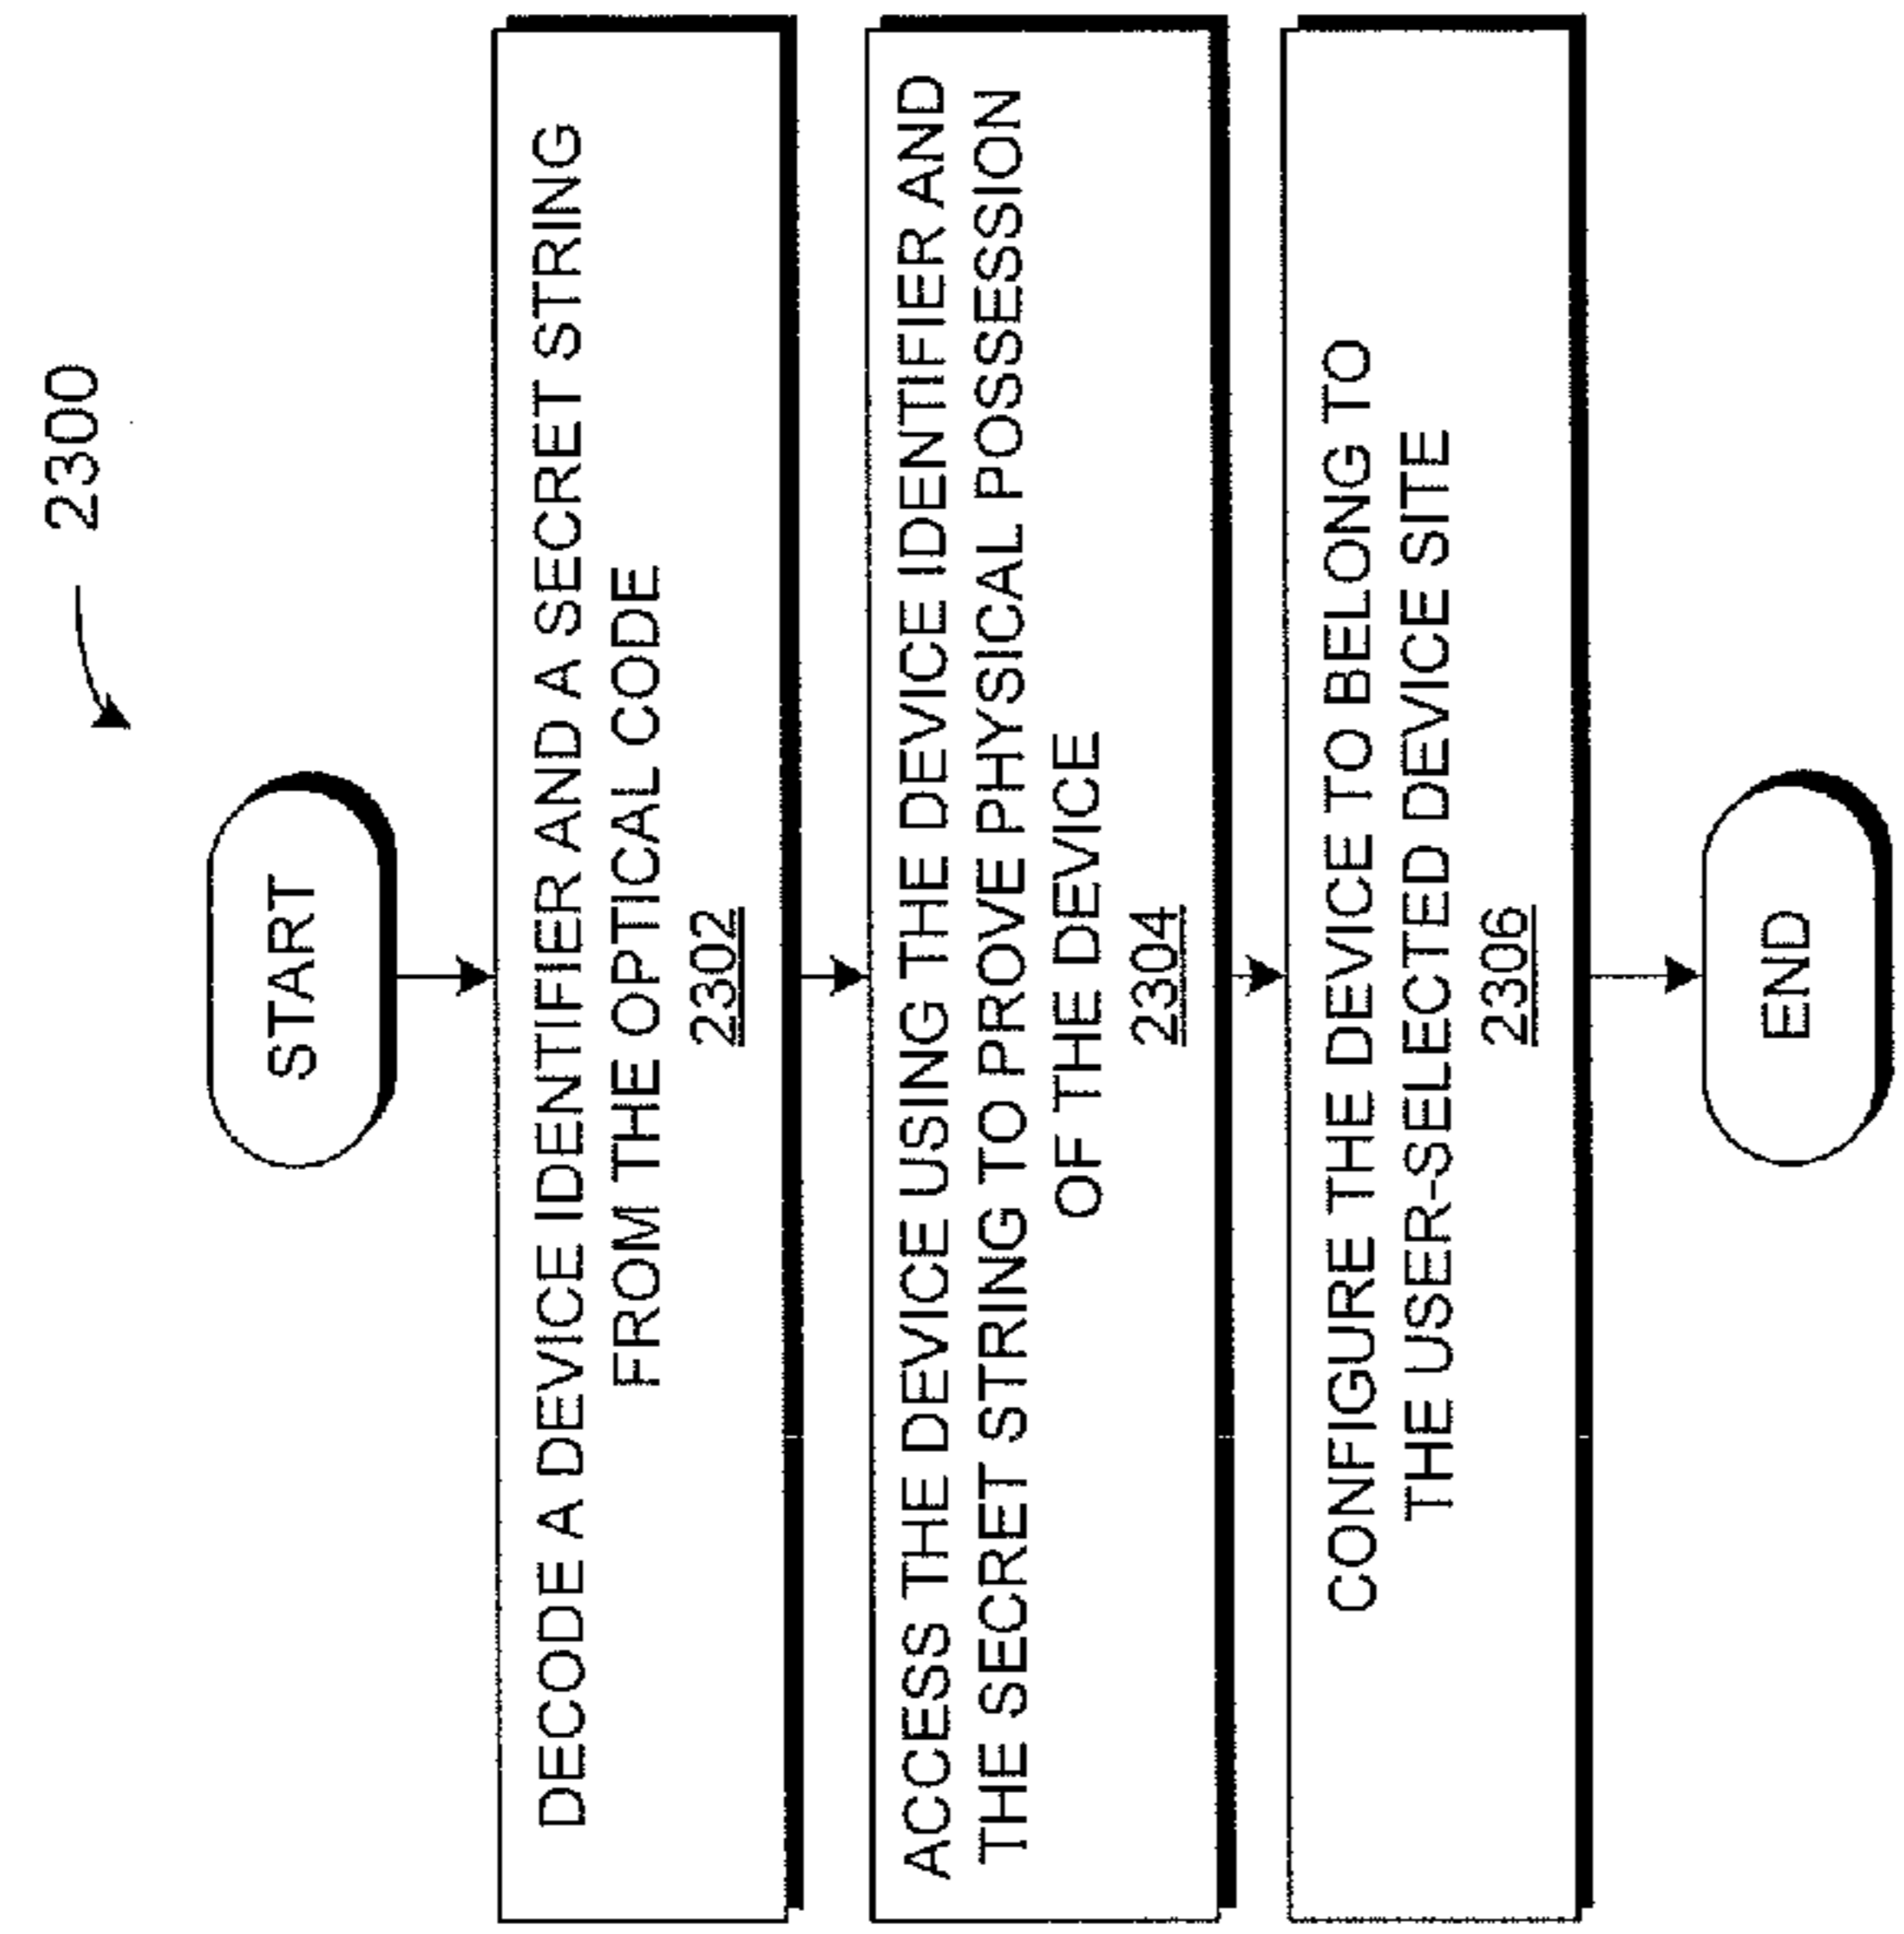 2300
START
DECODE A DEVICE IDENTIFIER AND A SECRET STRING
FROM THE OPTICAL CODE
2302
ACCESS THE DEVICE USING THE DEVICE IDENTIFIER AND
THE SECRET STRING TO PROVE PHYSICAL POSSESSION
OF THE DEVICE
2304
CONFIGURE THE DEVICE TO BELONG TO
THE USER-SELECTED DEVICE SITE
2306
END